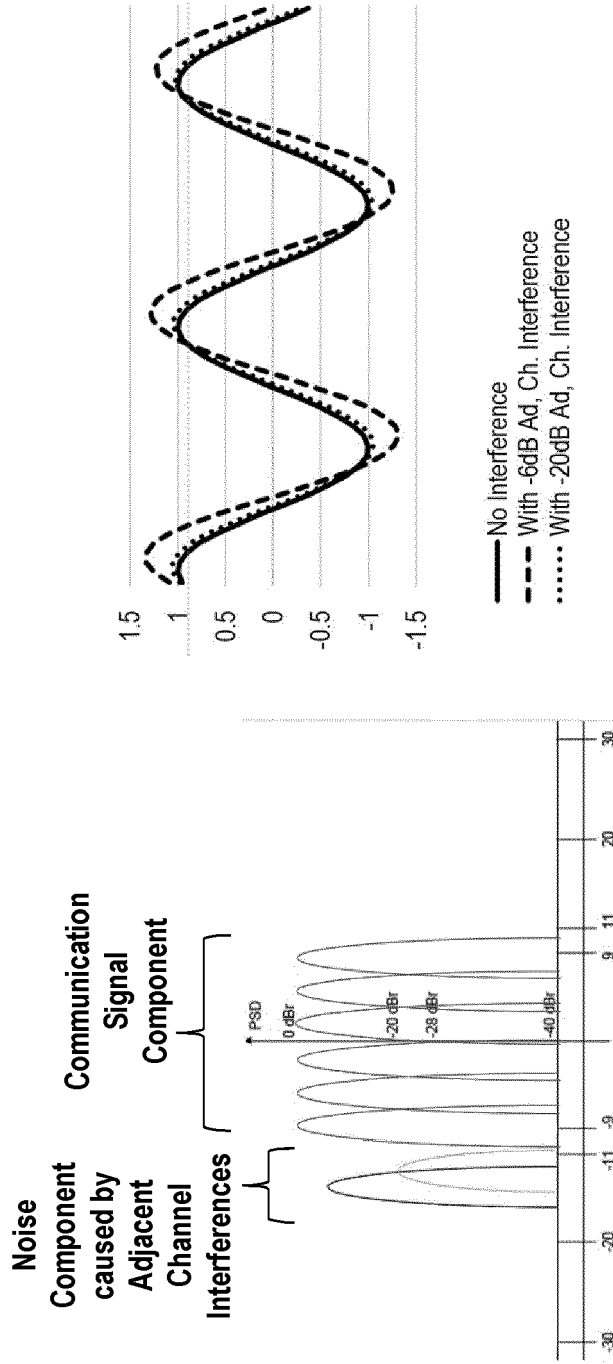 Noise
Component
caused by
Adjacent
Channel
Interferences
Communication
Signal
Component
PSD
0 dBr
-20 dBr
-28 dBr
-40 dBr
-30
-20
-11
-9
9
11
20
30
1.5
1
0.5
0
-0.5
-1
-1.5
No Interference
With -6dB Ad, Ch. Interference
With -20dB Ad, Ch. Interference